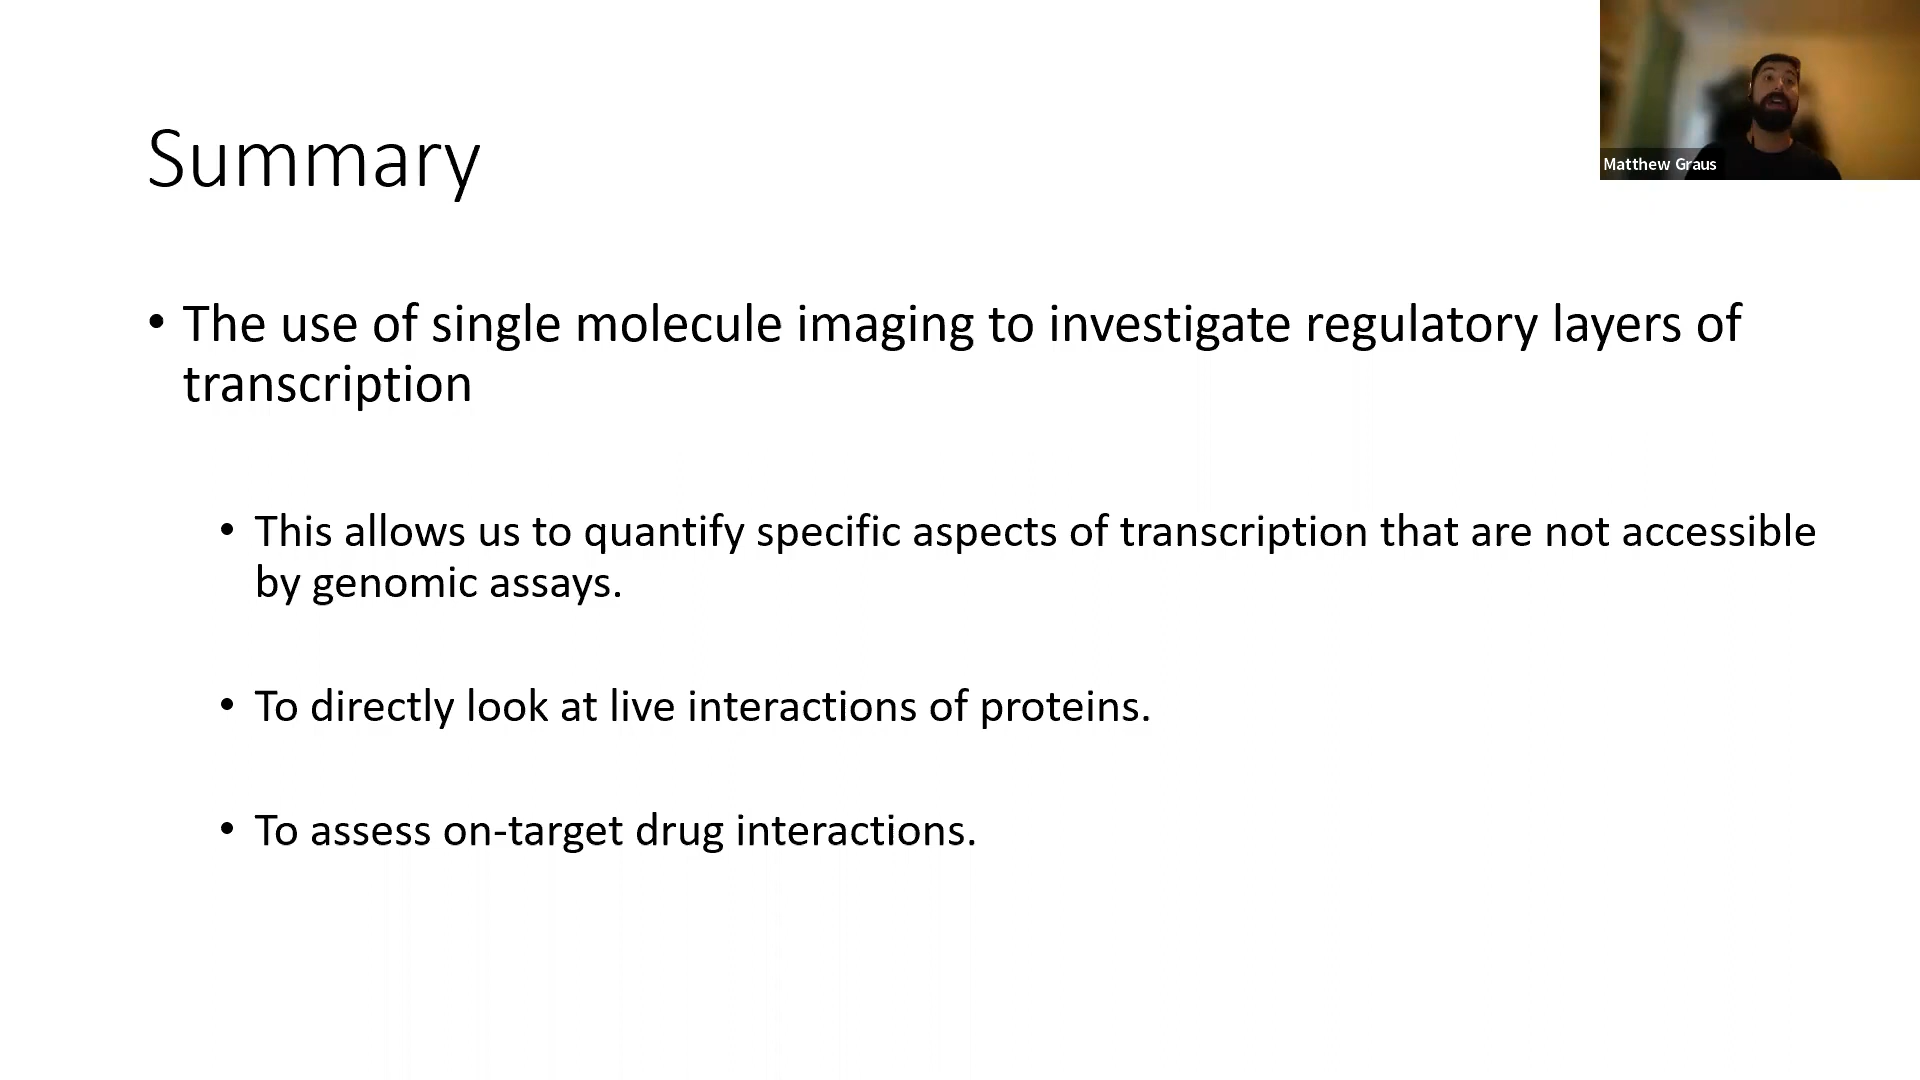 Summary
Matthew Graus
• The use of single molecule imaging to investigate regulatory layers of
transcription
• This allows us to quantify specific aspects of transcription that are not accessible
by genomic assays.
• To directly look at live interactions of proteins.
• To assess on-target drug interactions.